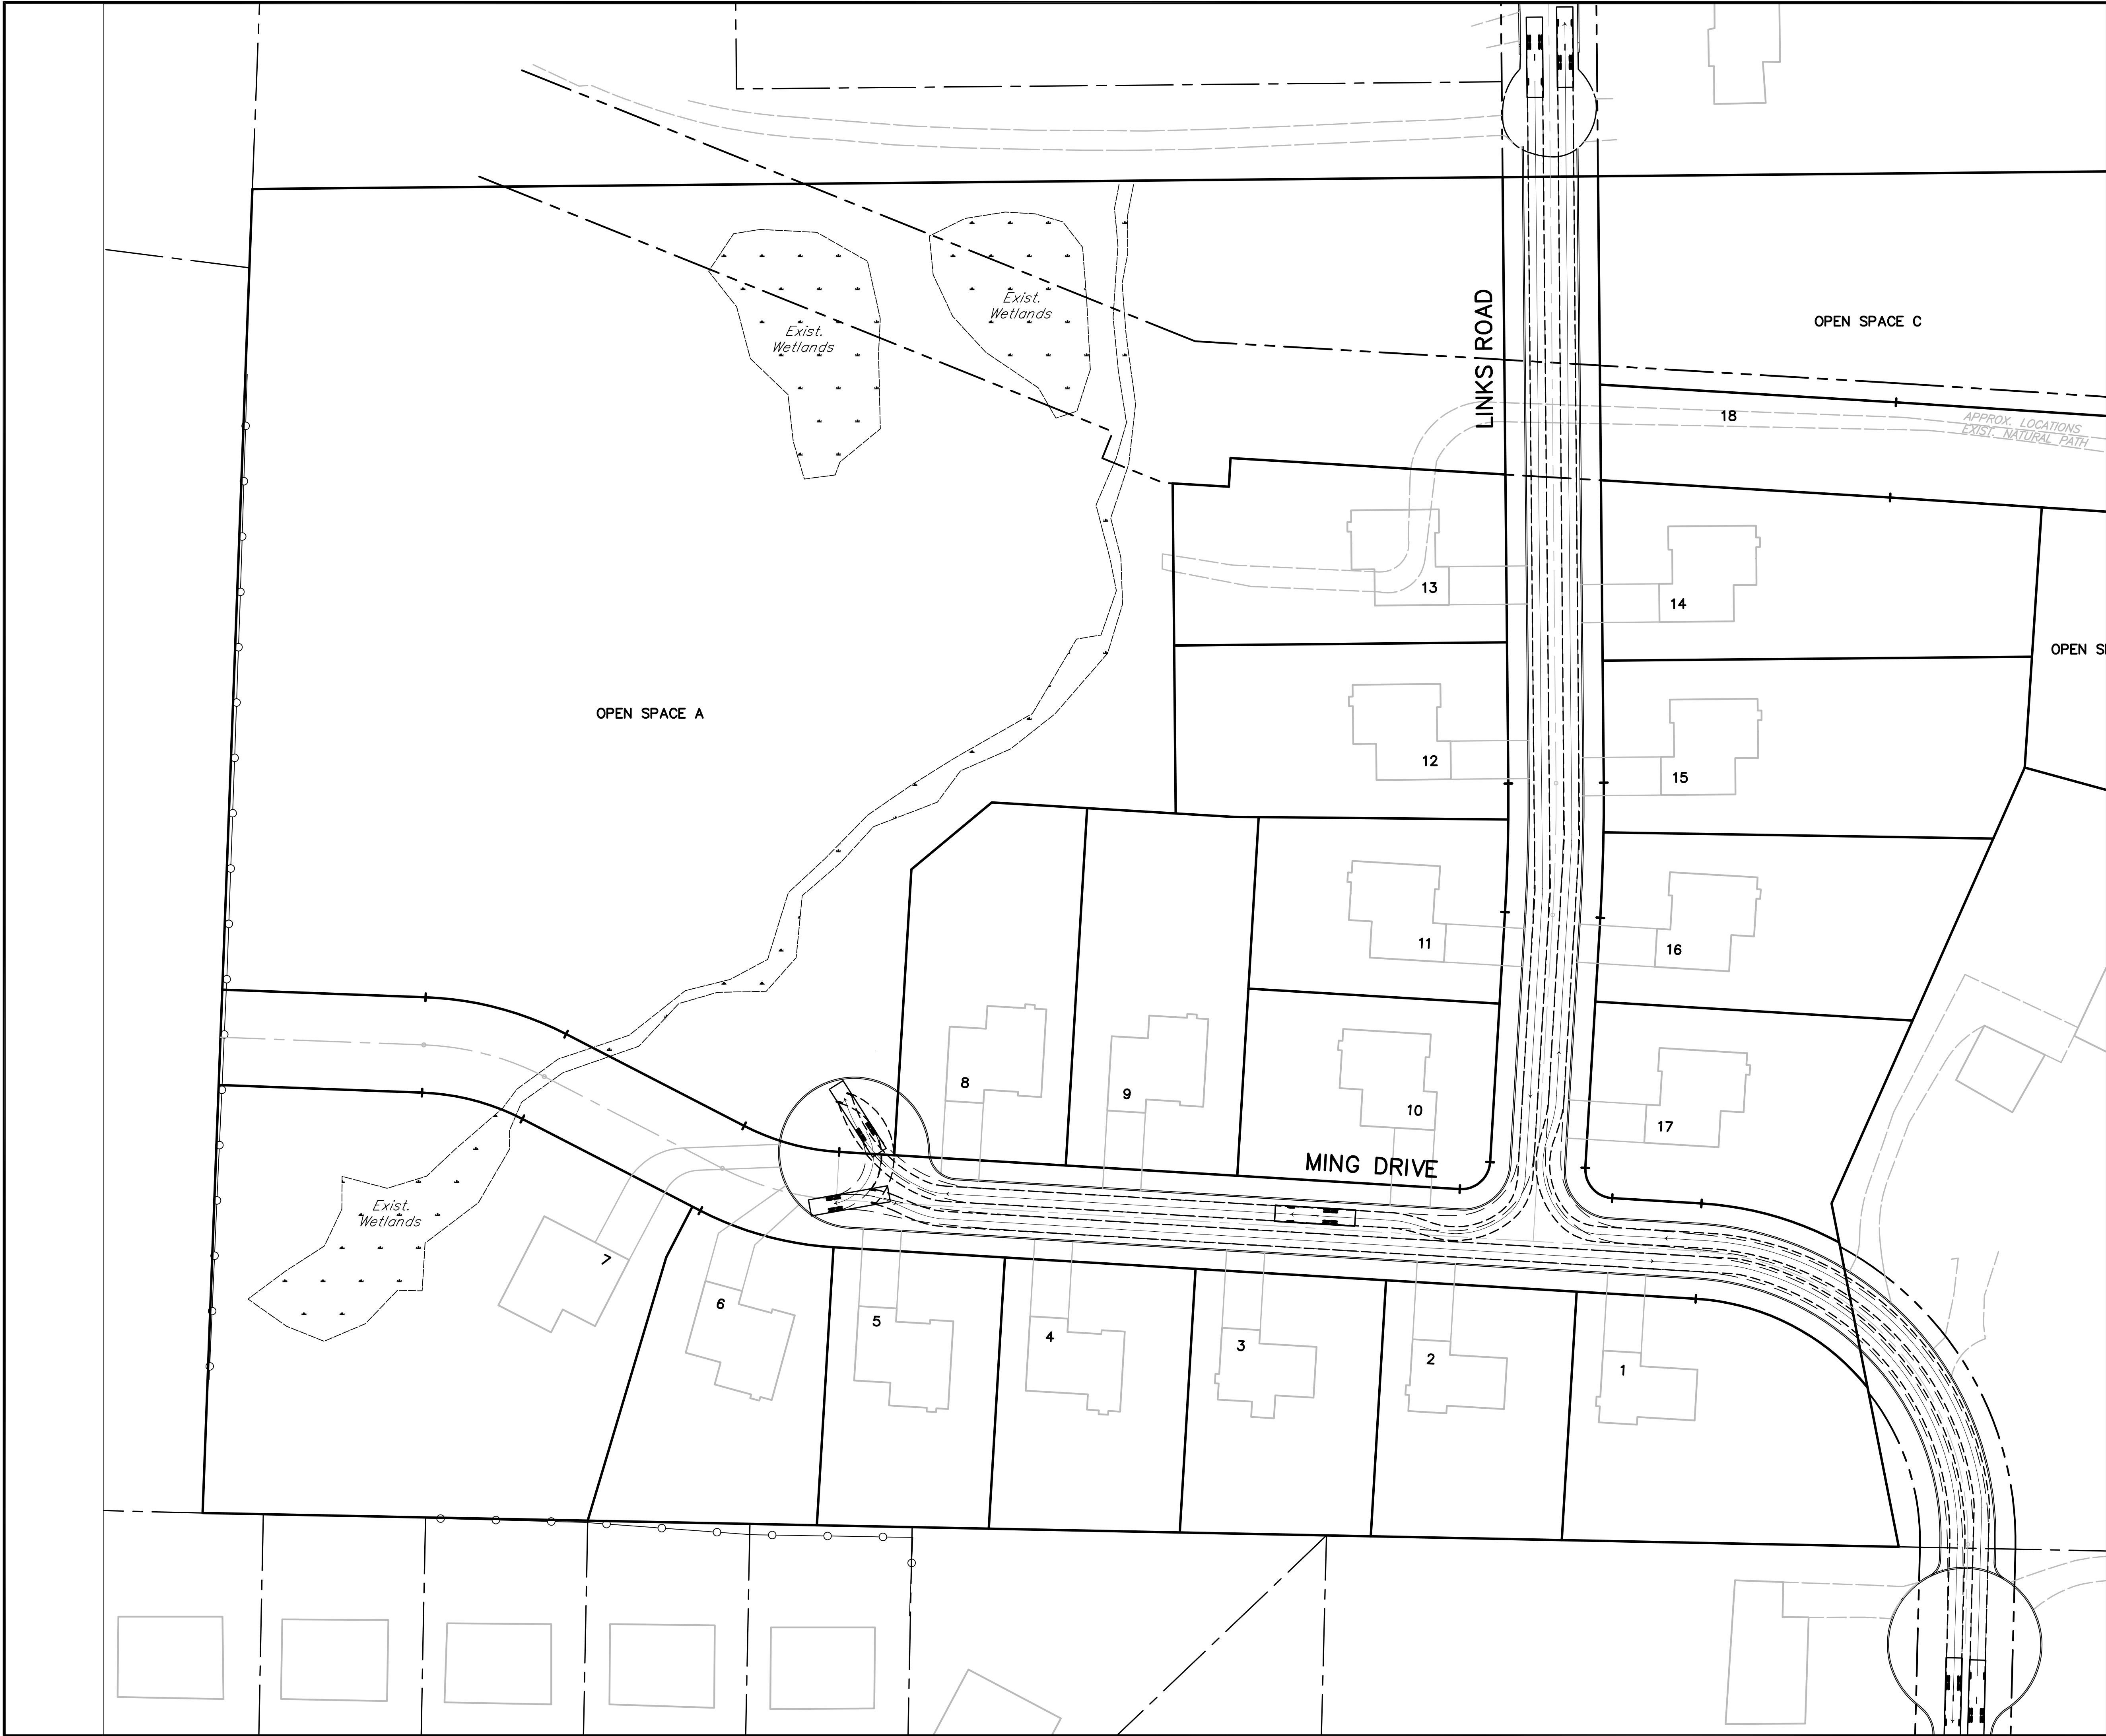 Exist.
Wetlands
Exist.
Wetlands
LINKS ROAD
OPEN SPACE C
18
APPROX. LOCATIONS
EXIST. NATURAL PATH
13
14
OPEN
OPEN SPACE A
12
15
11
16
8
9
10
17
MING DRIVE
Exist.
Wetlands
7
6
5
4
3
2
1